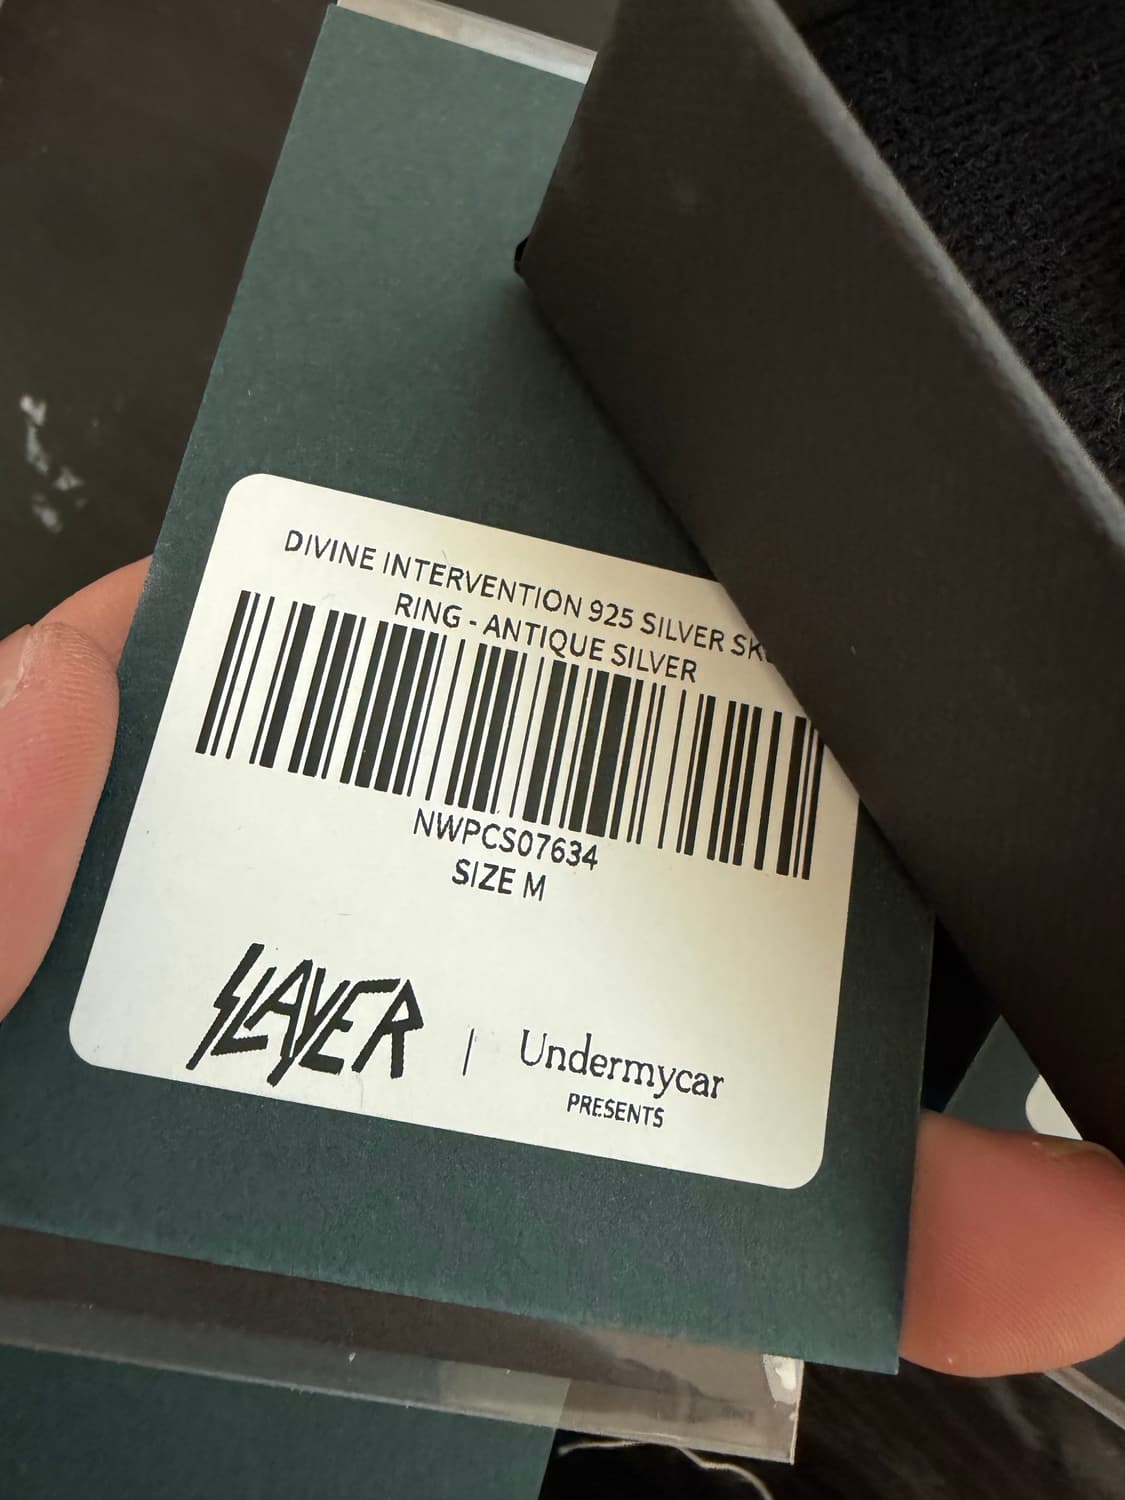 DIVINE INTERVENTION 925 SILVER
RING - ANTIQUE SILVER
NWPCS07634
SIZE M
SLAYER | Undermycar
PRESENTS